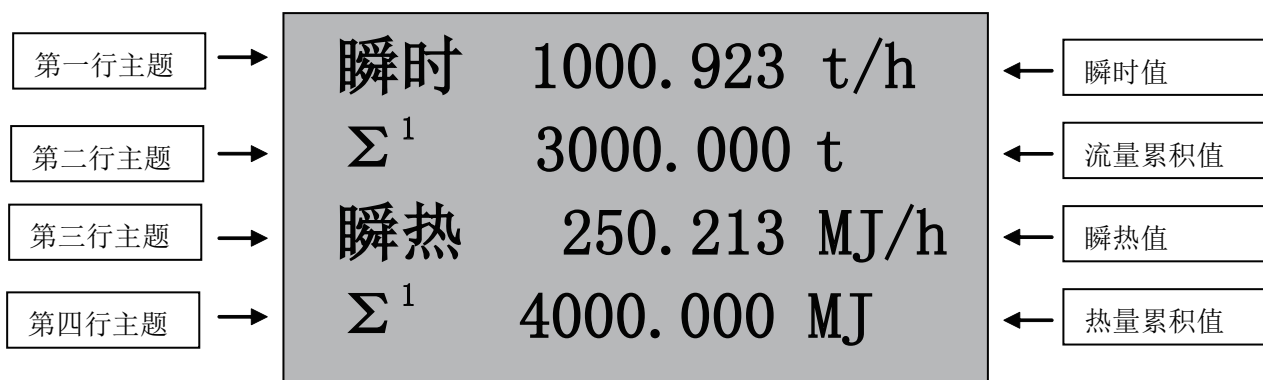 第一行主题
瞬时 1000.923 t/h
瞬时值
第二行主题
Σ¹ 3000.000 t
流量累积值
第三行主题
瞬热 250.213 MJ/h
瞬热值
第四行主题
Σ¹ 4000.000 MJ
热量累积值